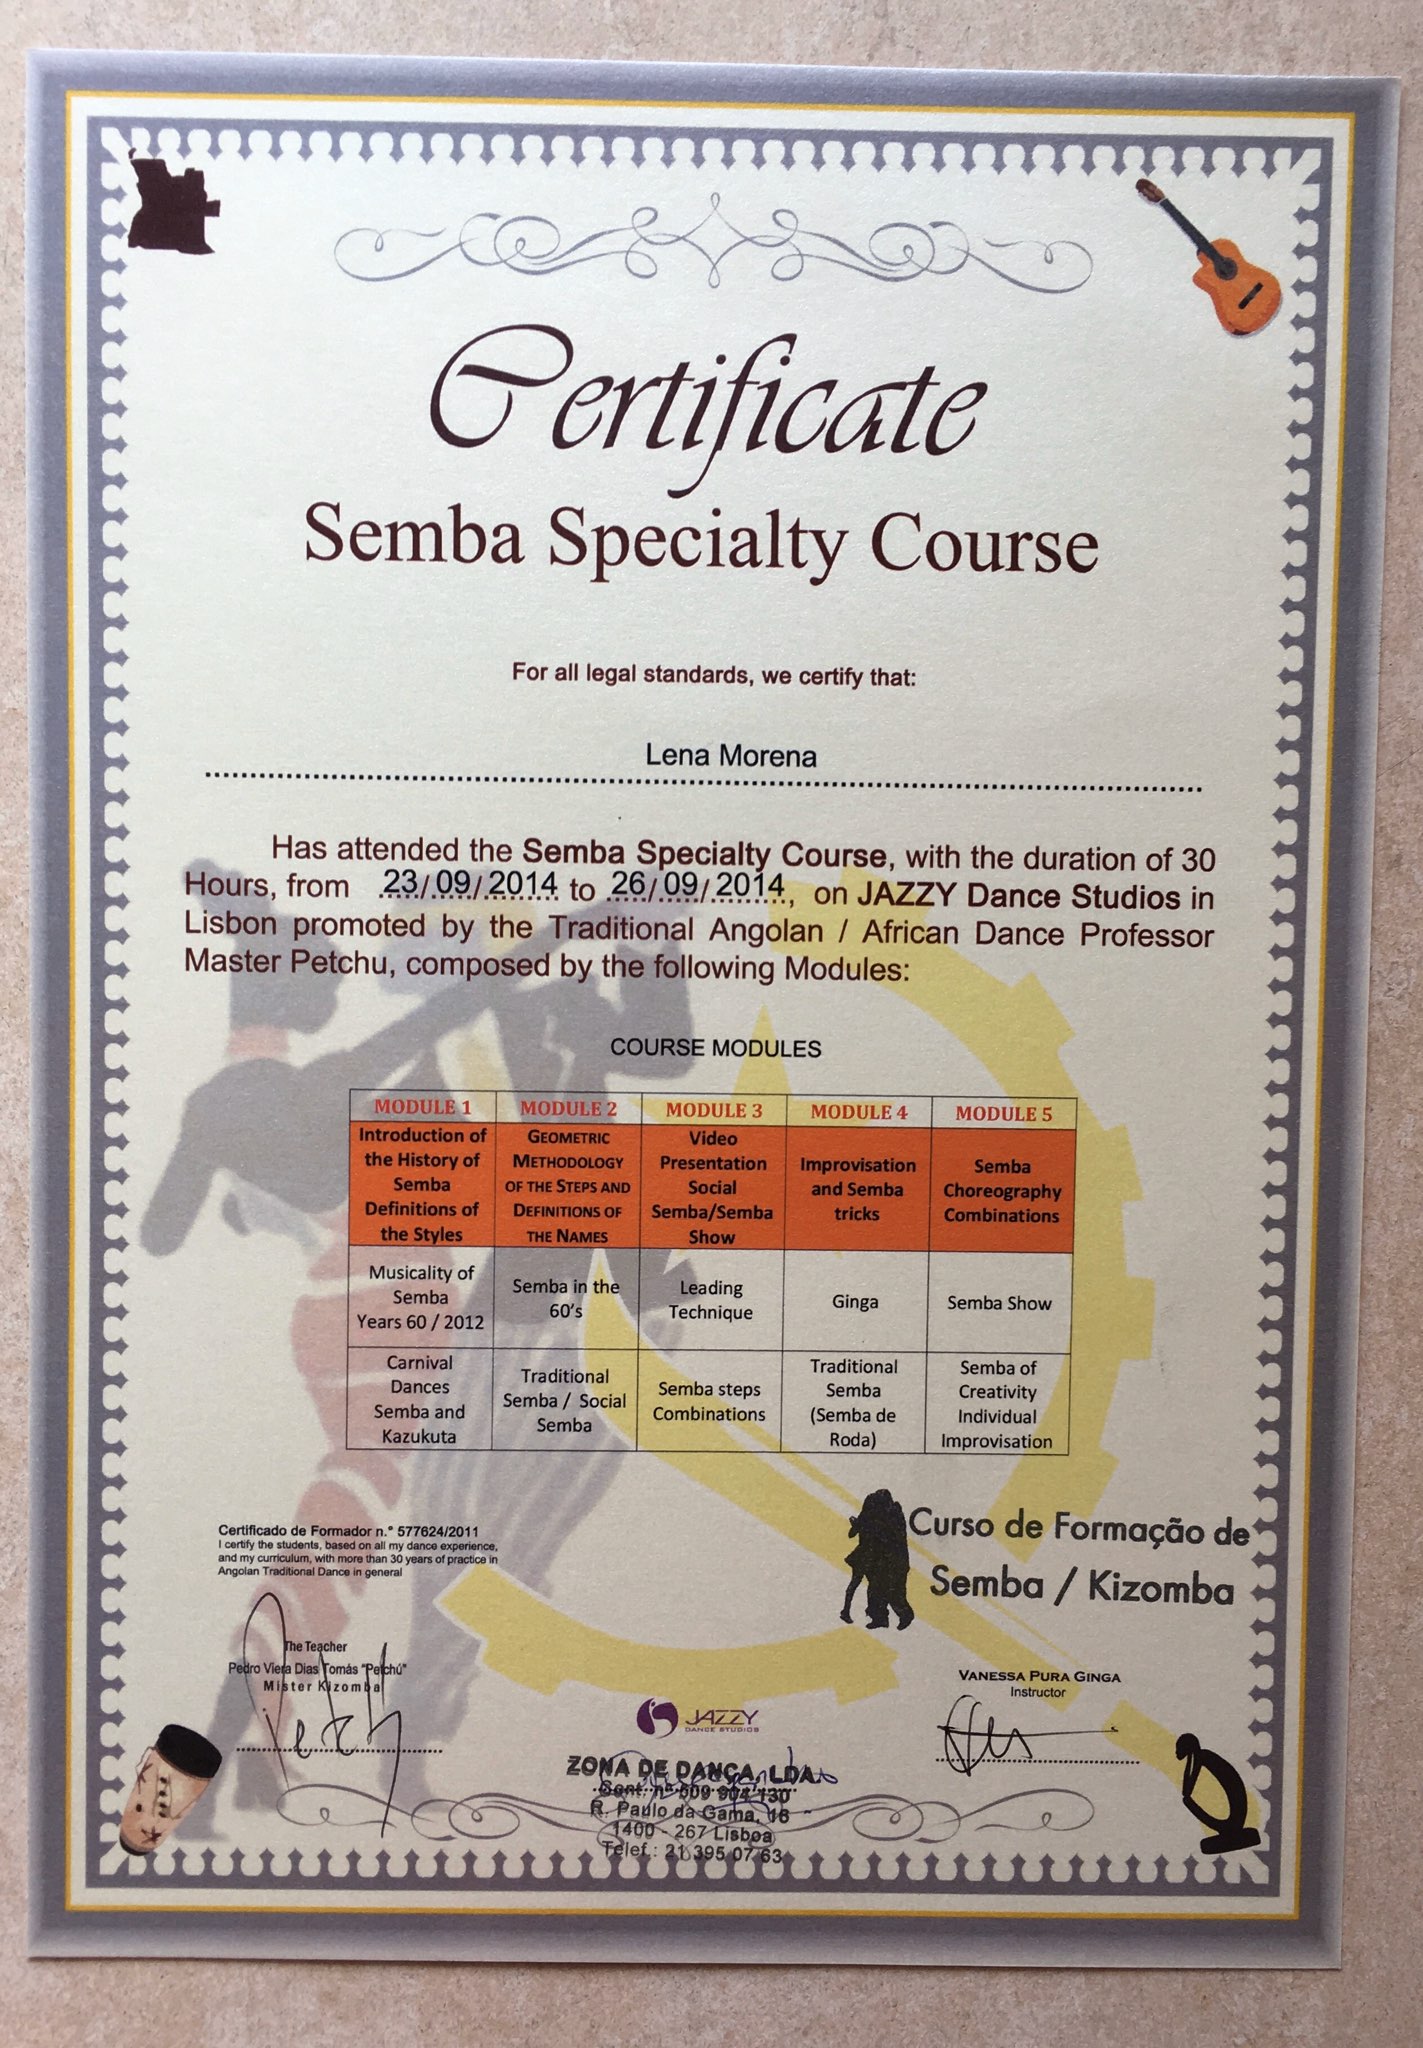 Certificate
Semba Specialty Course
For all legal standards, we certify that:
Lena Morena
Has attended the Semba Specialty Course, with the duration of 30
Hours, from 23/09/2014 to 26/09/2014, on JAZZY Dance Studios in
Lisbon promoted by the Traditional Angolan / African Dance Professor
Master Petchu, composed by the following Modules:
COURSE MODULES
MODULE 1 MODULE 2 MODULE 3 MODULE 4 MODULE 5
Introduction of
the History of
Semba
Definitions of
the Styles
GEOMETRIC
METHODOLOGY
OF THE STEPS AND
DEFINITIONS OF
THE NAMES
Video
Presentation
Social
Semba/Semba
Show
Improvisation
and Semba
tricks
Semba
Choreography
Combinations
Musicality of
Semba
Years 60 / 2012
Semba in the
60's
Leading
Technique
Ginga
Semba Show
Carnival
Dances
Semba and
Kazukuta
Traditional
Semba / Social
Semba
Semba steps
Combinations
Traditional
Semba
(Semba de
Roda)
Semba of
Creativity
Individual
Improvisation
Certificado de Formador n.° 577624/2011
I certify the students, based on all my dance experience,
and my curriculum, with more than 30 years of practice in
Angolan Traditional Dance in general
Curso de Formação de
Semba / Kizomba
The Teacher
Pedro Viera Dias Tomás "Petchú"
Mister Kizomba
Petchú
VANESSA PURA GINGA
Instructor
JAZZY
DANCE STUDIOS
ZONA DE DANÇA, LDA.
Cont. nº 509 904 130
R. Paulo da Gama, 16
1400 - 267 Lisboa
Telef.: 21 395 07 63